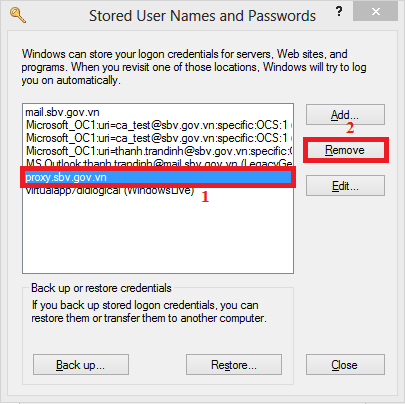 Stored User Names and Passwords
?
Windows can store your logon credentials for servers, Web sites, and
programs. When you revisit one of those locations, Windows will try to log
you on automatically.
mail.sbv.gov.vn
Microsoft_OC1:uri=ca_test@sbv.gov.vn:specific:OCS:1 (
Microsoft_OC1:uri=ca_test@sbv.gov.vn:specific:OCS:1 (
Microsoft_OC1:uri=thanh.trandinh@sbv.gov.vn:specific:O
MS.Outlook:thanh.trandinh@mail.sbv.gov.vn (LegacyGe
proxy.sbv.gov.vn
virtualapp/didlogical (WindowsLive)
1
Add...
2
Remove
Edit...
Back up or restore credentials
If you back up stored logon credentials, you can
restore them or transfer them to another computer.
Back up...
Restore...
Close